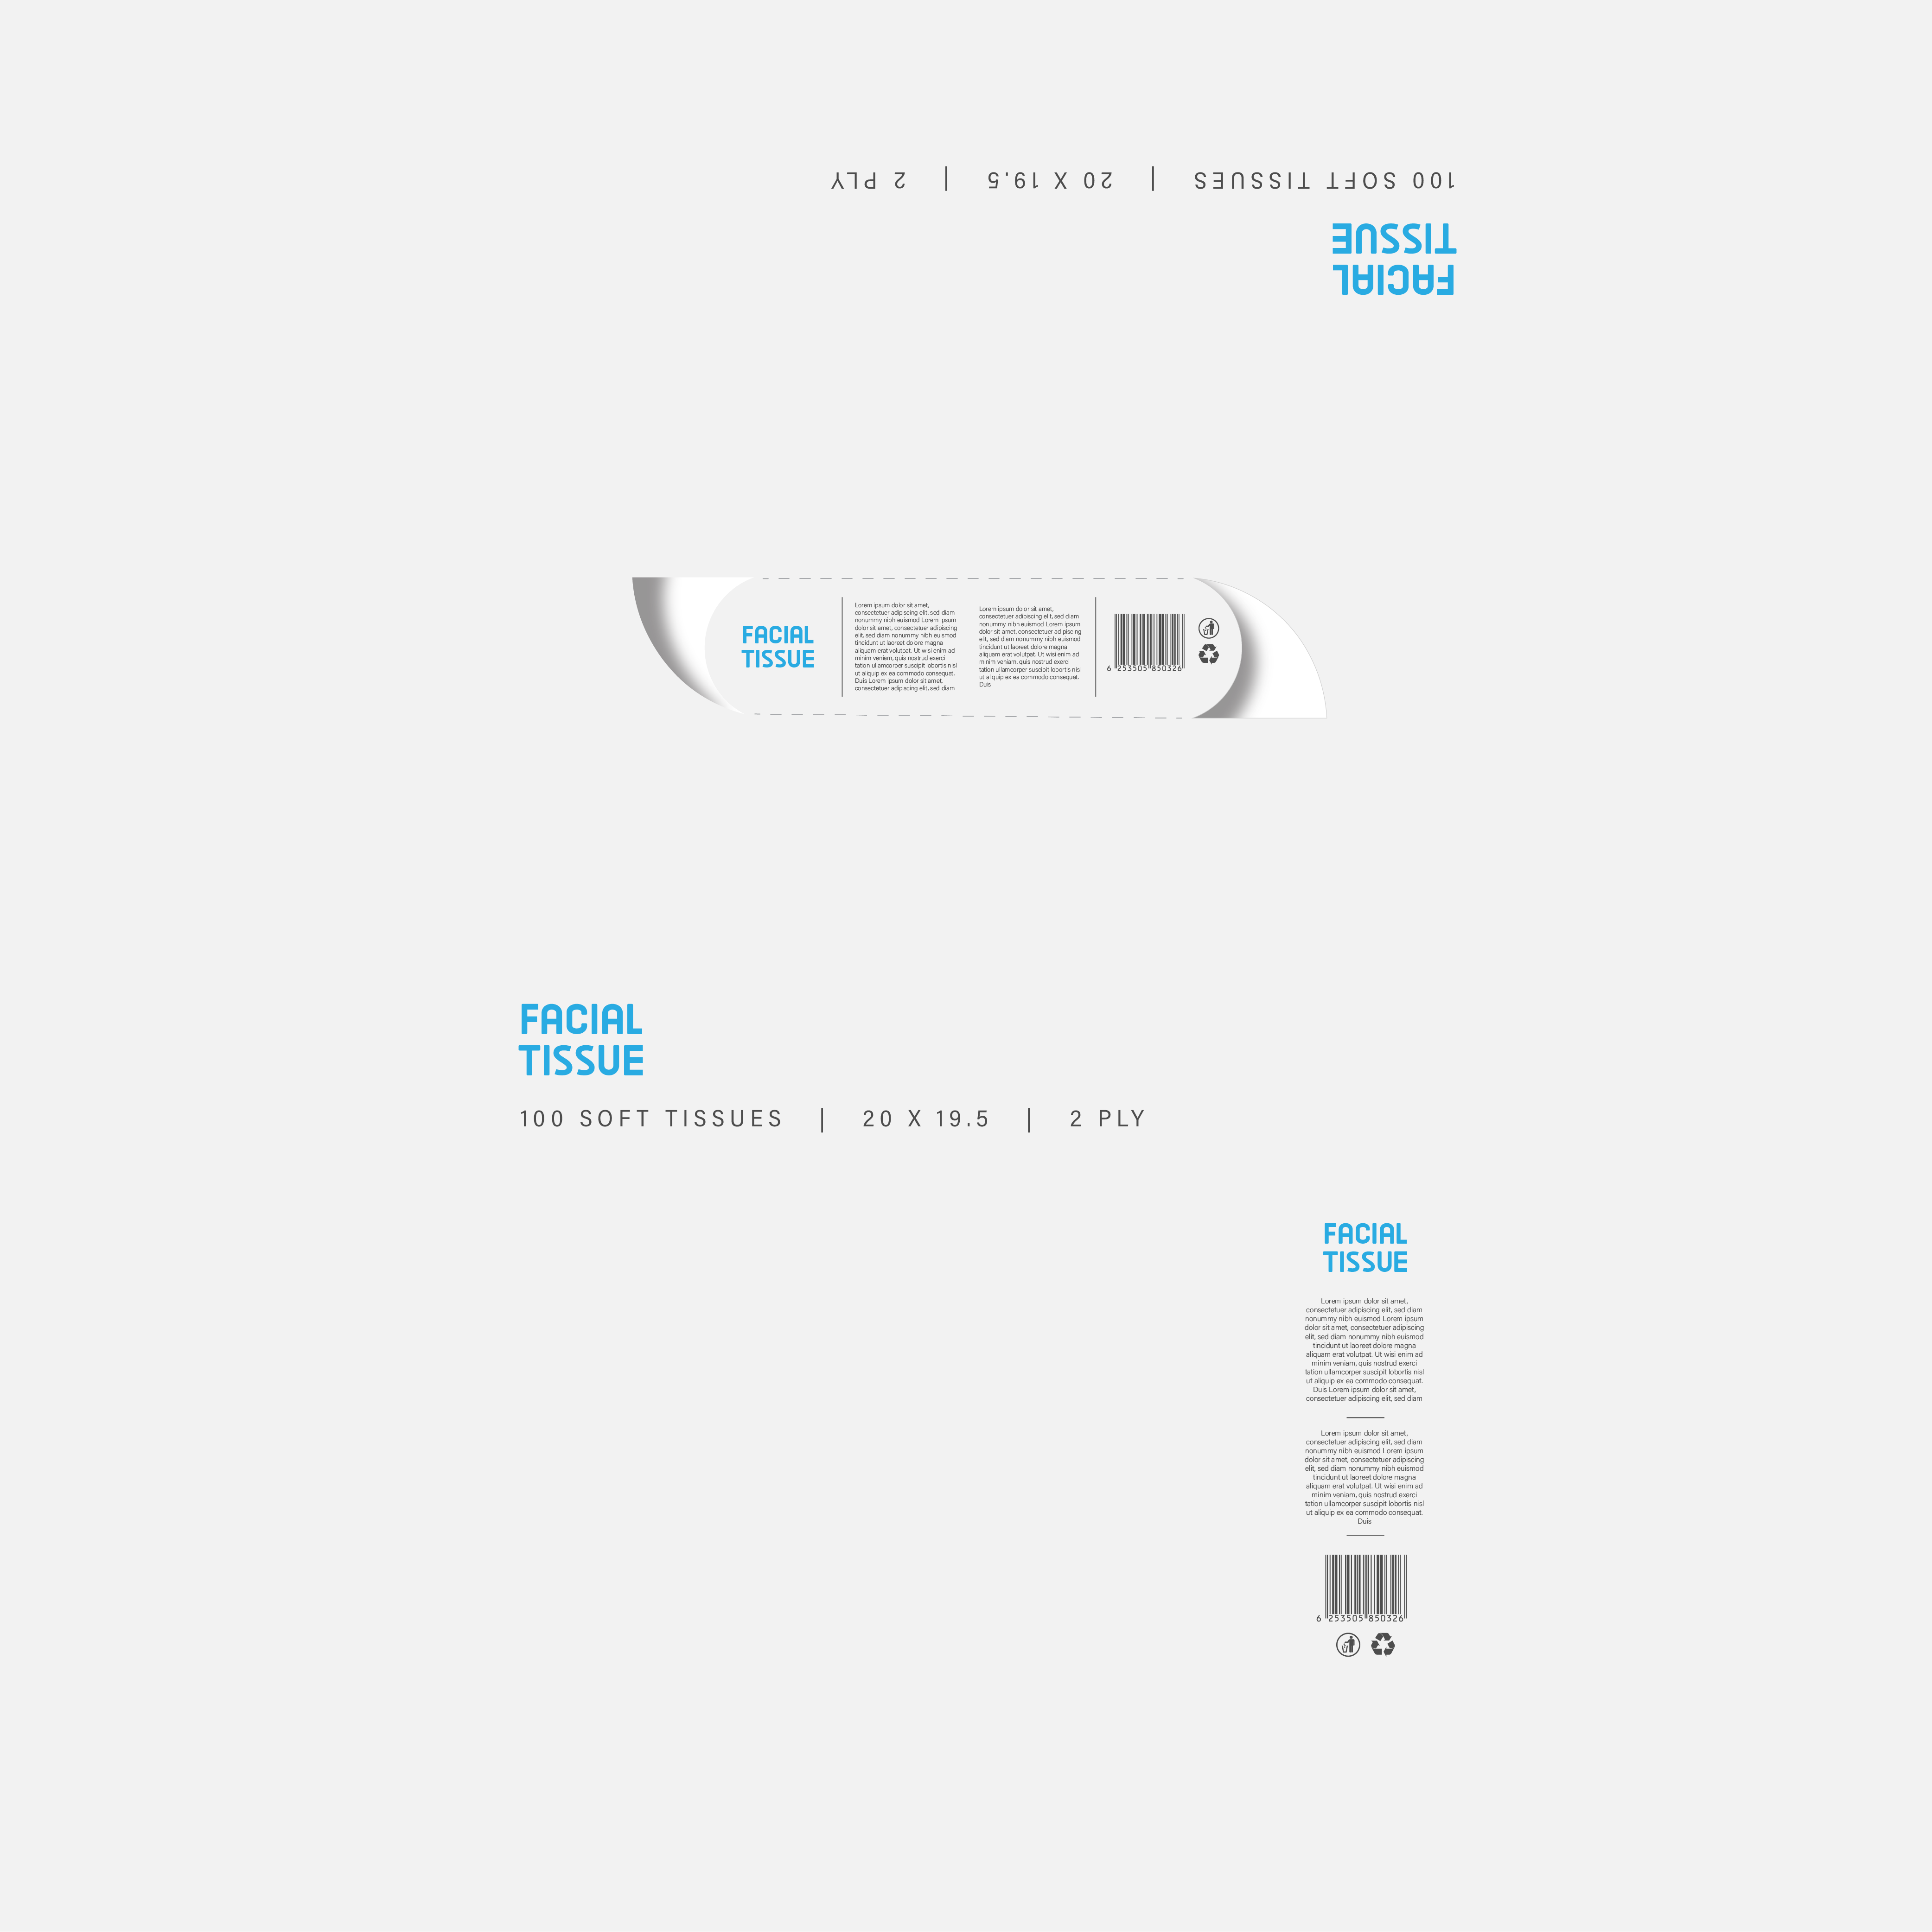 100 SOFT TISSUES | 20 X 19.5 | 2 PLY
FACIAL
TISSUE
FACIAL
TISSUE
Lorem ipsum dolor sit amet,
consectetuer adipiscing elit, sed diam
nonummy nibh euismod Lorem ipsum
dolor sit amet, consectetuer adipiscing
elit, sed diam nonummy nibh euismod
tincidunt ut laoreet dolore magna
aliquam erat volutpat. Ut wisi enim ad
minim veniam, quis nostrud exerci
tation ullamcorper suscipit lobortis nisl
ut aliquip ex ea commodo consequat.
Duis Lorem ipsum dolor sit amet,
consectetuer adipiscing elit, sed diam
Lorem ipsum dolor sit amet,
consectetuer adipiscing elit, sed diam
nonummy nibh euismod Lorem ipsum
dolor sit amet, consectetuer adipiscing
elit, sed diam nonummy nibh euismod
tincidunt ut laoreet dolore magna
aliquam erat volutpat. Ut wisi enim ad
minim veniam, quis nostrud exerci
tation ullamcorper suscipit lobortis nisl
ut aliquip ex ea commodo consequat.
Duis
6 253505 850326
FACIAL
TISSUE
100 SOFT TISSUES | 20 X 19.5 | 2 PLY
FACIAL
TISSUE
Lorem ipsum dolor sit amet,
consectetuer adipiscing elit, sed diam
nonummy nibh euismod Lorem ipsum
dolor sit amet, consectetuer adipiscing
elit, sed diam nonummy nibh euismod
tincidunt ut laoreet dolore magna
aliquam erat volutpat. Ut wisi enim ad
minim veniam, quis nostrud exerci
tation ullamcorper suscipit lobortis nisl
ut aliquip ex ea commodo consequat.
Duis Lorem ipsum dolor sit amet,
consectetuer adipiscing elit, sed diam
Lorem ipsum dolor sit amet,
consectetuer adipiscing elit, sed diam
nonummy nibh euismod Lorem ipsum
dolor sit amet, consectetuer adipiscing
elit, sed diam nonummy nibh euismod
tincidunt ut laoreet dolore magna
aliquam erat volutpat. Ut wisi enim ad
minim veniam, quis nostrud exerci
tation ullamcorper suscipit lobortis nisl
ut aliquip ex ea commodo consequat.
Duis
6 253505 850326